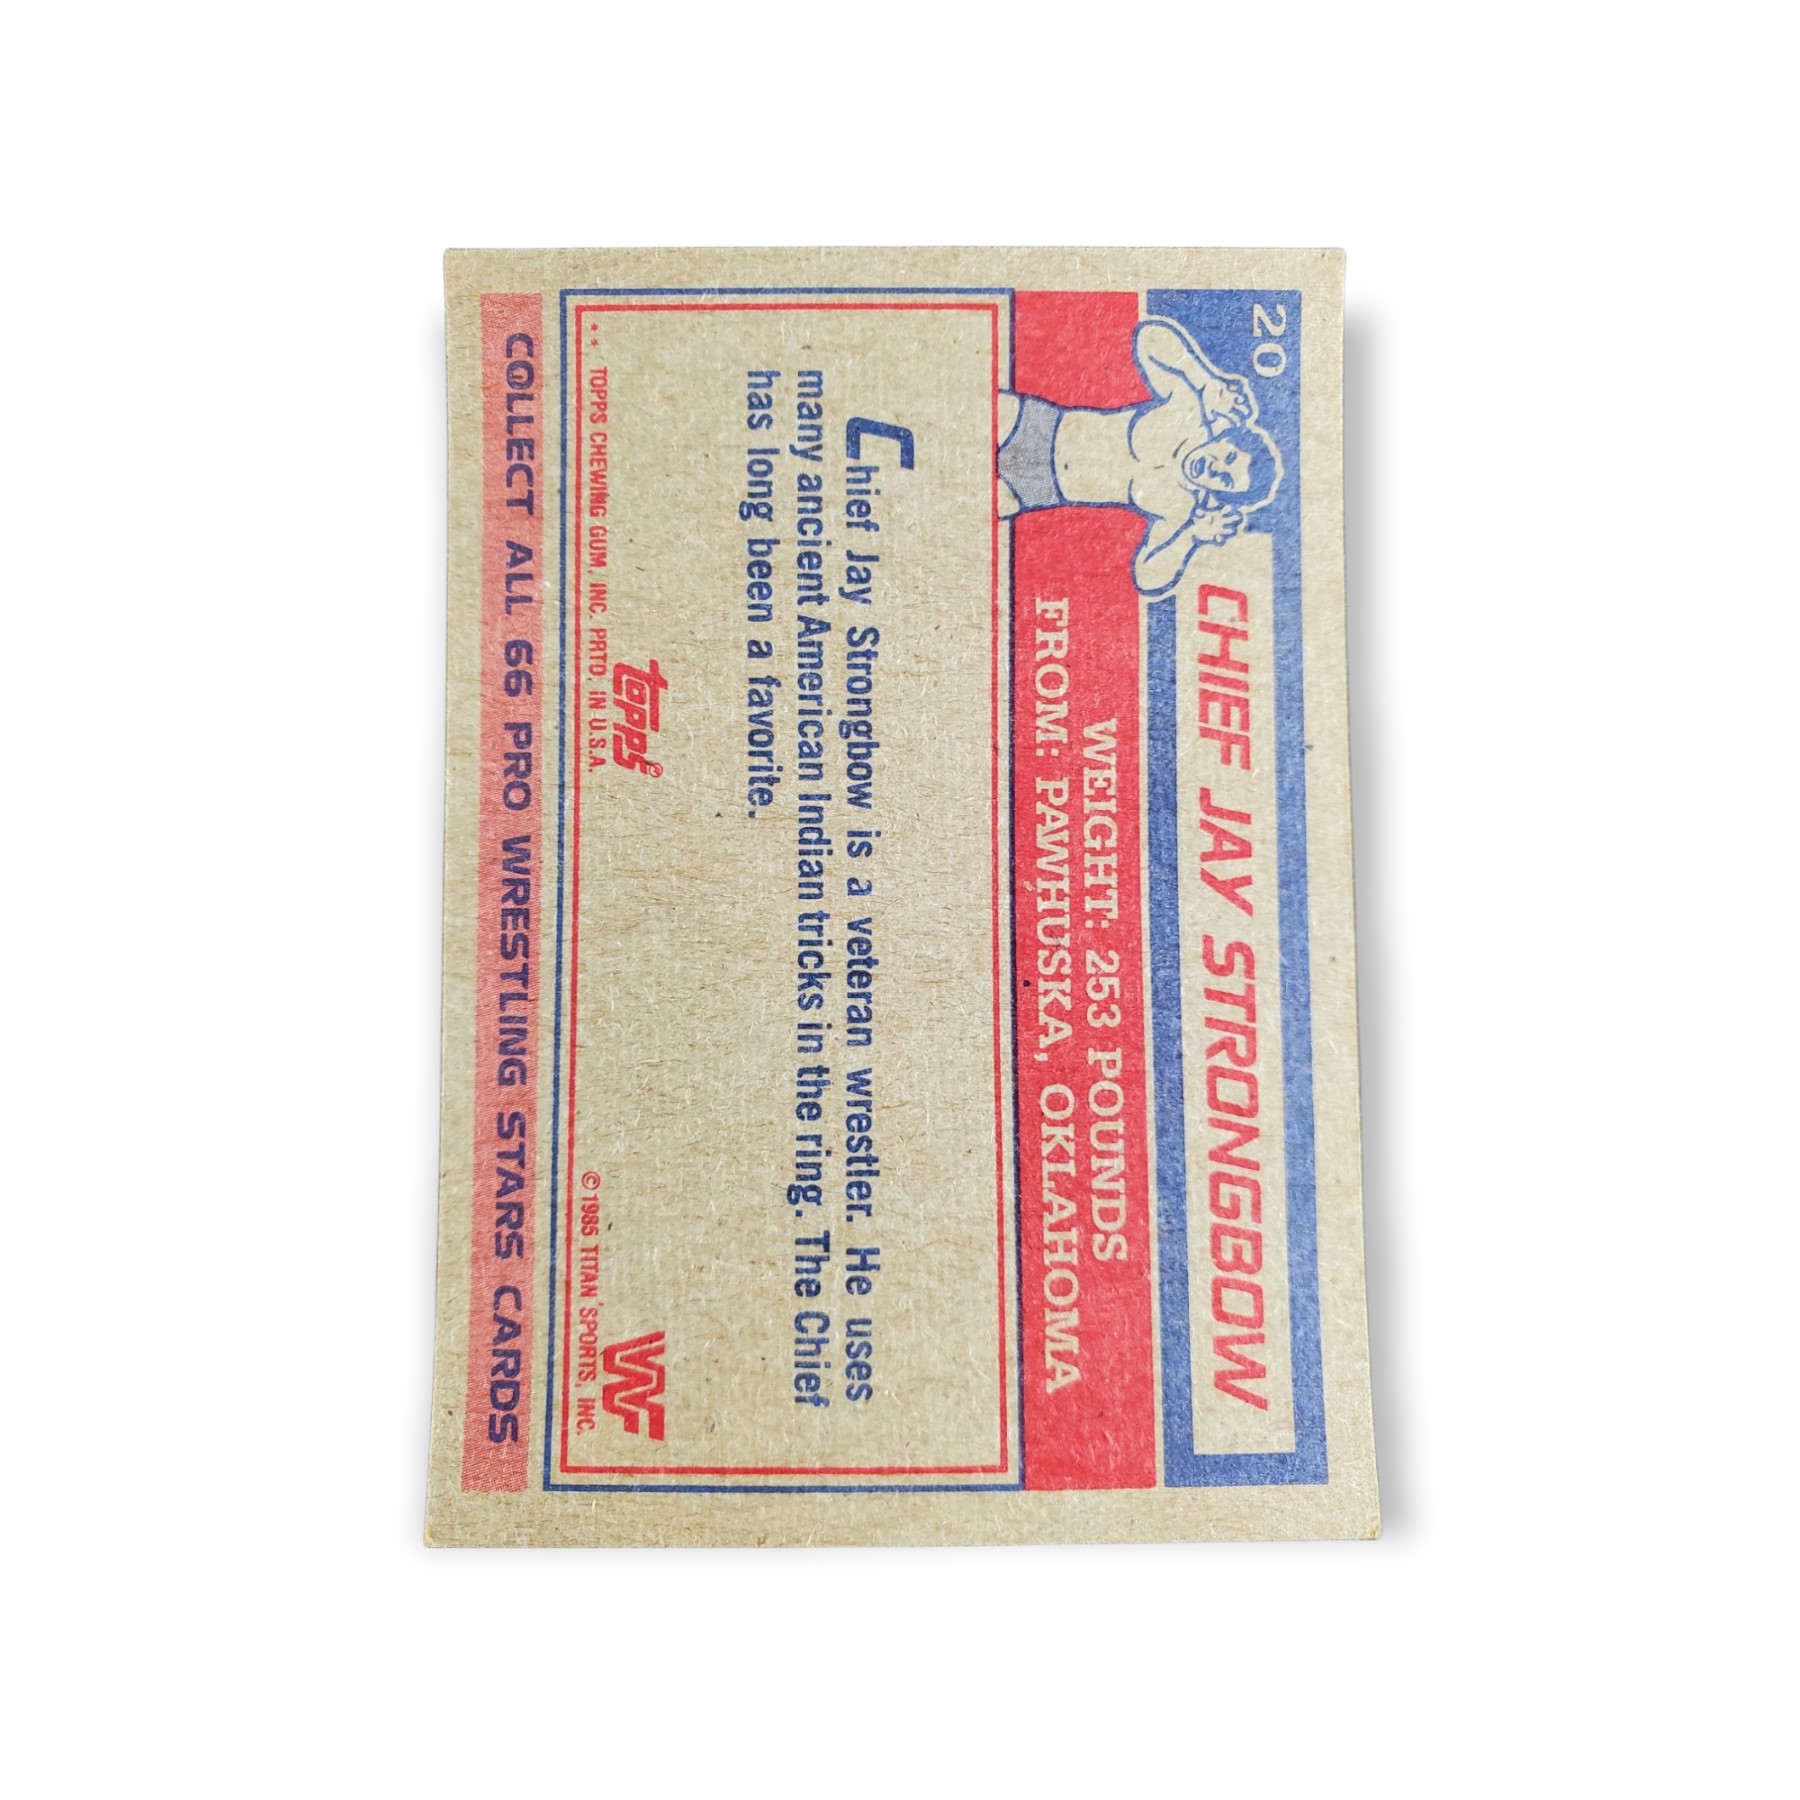 20
CHIEF JAY STRONGBOW
WEIGHT: 253 POUNDS
FROM: PAWHUSKA, OKLAHOMA
Chief Jay Strongbow is a veteran wrestler. He uses
many ancient American Indian tricks in the ring. The Chief
has long been a favorite.
topps®
WF
** TOPPS CHEWING GUM, INC. PRTD. IN U.S.A.
© 1985 TITAN SPORTS, INC.
COLLECT ALL 66 PRO WRESTLING STARS CARDS